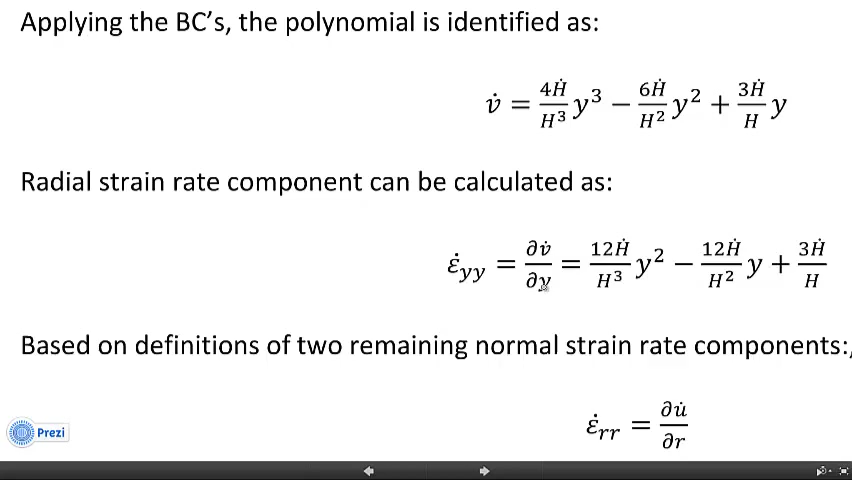 Applying the BC's, the polynomial is identified as:
v̇ = 4Ḣ/H³ y³ − 6Ḣ/H² y² + 3Ḣ/H y
Radial strain rate component can be calculated as:
ε̇_yy = ∂v̇/∂y = 12Ḣ/H³ y² − 12Ḣ/H² y + 3Ḣ/H
Based on definitions of two remaining normal strain rate components:,
ε̇_rr = ∂u̇/∂r
Prezi